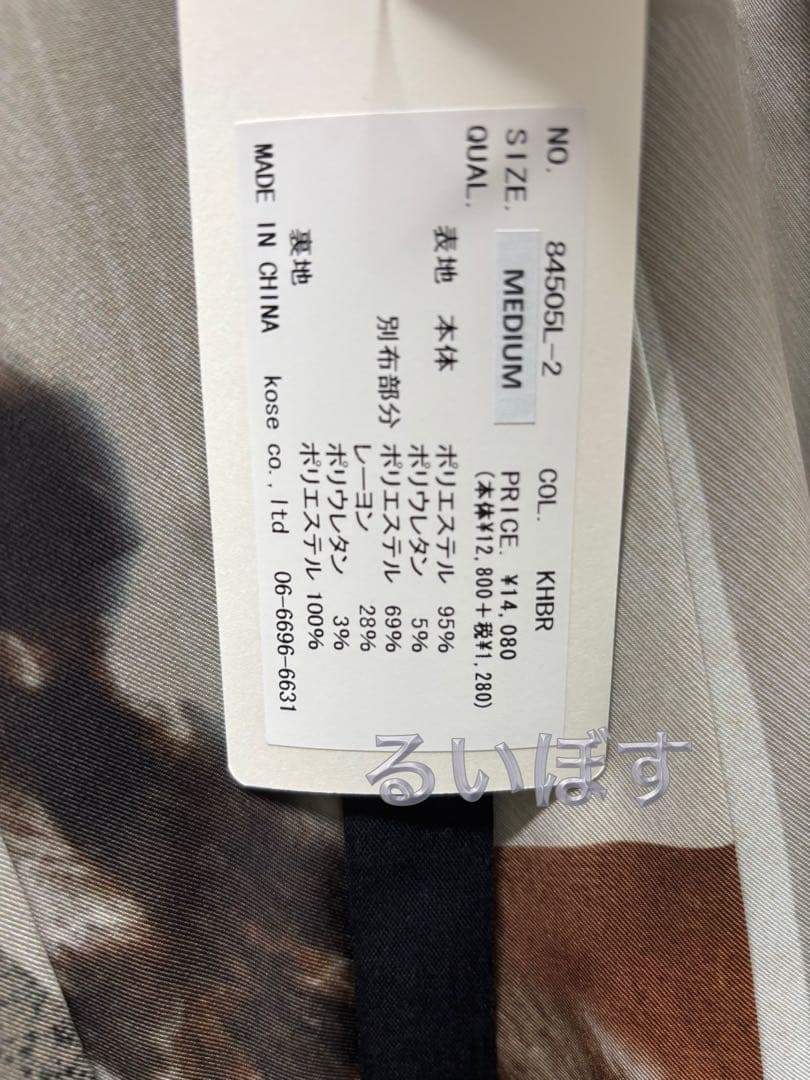 NO. 84505L-2 COL. KHBR
SIZE. MEDIUM PRICE. ¥14,080
QUAL. (本体¥12,800+税¥1,280)
表地 本体 ポリエステル 95%
ポリウレタン 5%
別布部分 ポリエステル 69%
レーヨン 28%
ポリウレタン 3%
裏地 ポリエステル 100%
MADE IN CHINA kose co.,ltd 06-6696-6631
るいぼす